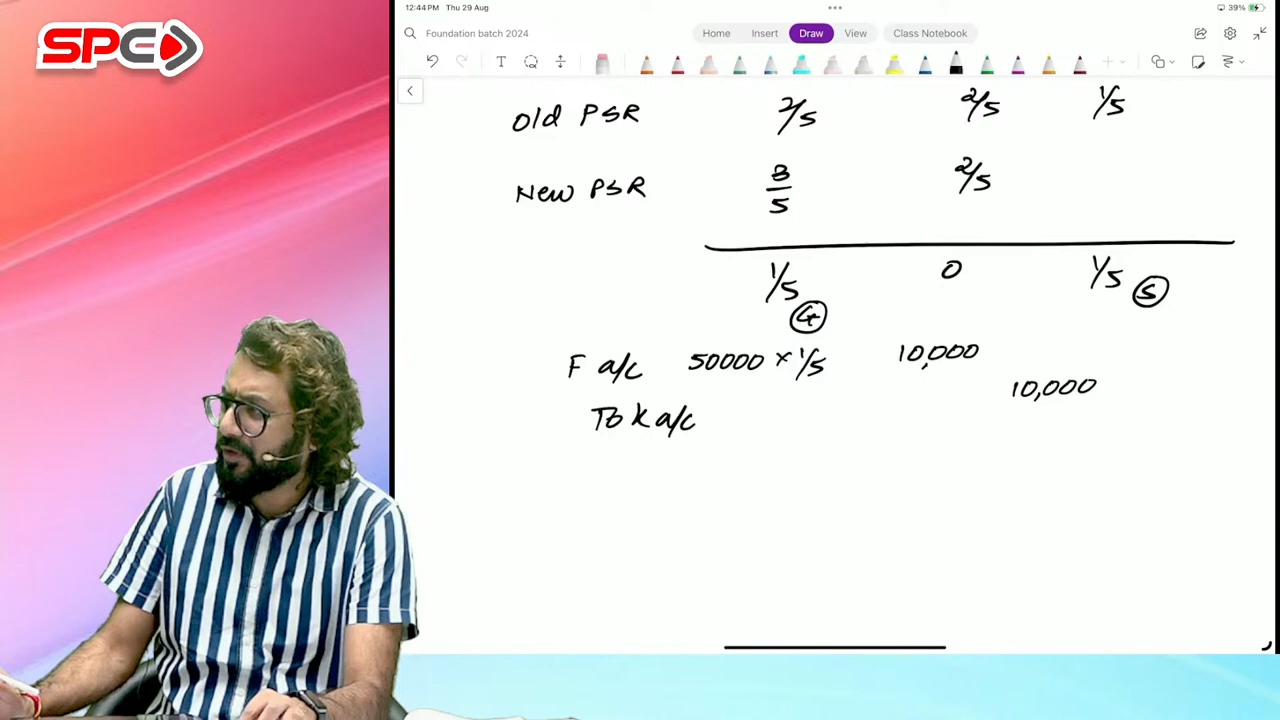 SPC
12:44 PM Thu 29 Aug
39%
Foundation batch 2024
Home Insert Draw View Class Notebook
Old PSR 2/5 2/5 1/5
New PSR 3/5 2/5
1/5 0 1/5
G S
F a/c 50000 × 1/5 10,000
To K a/c 10,000